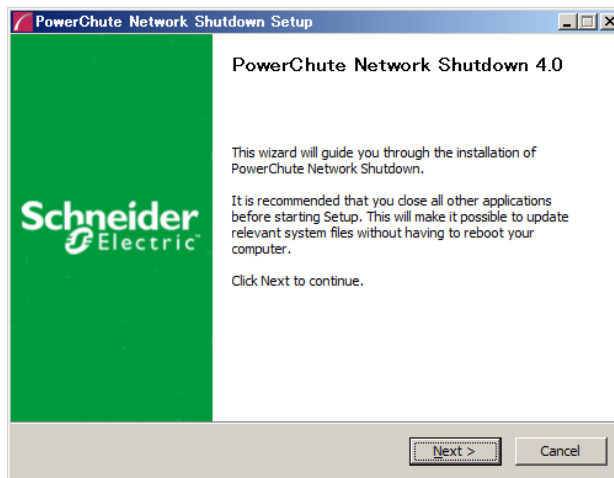 PowerChute Network Shutdown Setup
PowerChute Network Shutdown 4.0
This wizard will guide you through the installation of
PowerChute Network Shutdown.
It is recommended that you close all other applications
before starting Setup. This will make it possible to update
relevant system files without having to reboot your
computer.
Click Next to continue.
Schneider
Electric™
Next >
Cancel